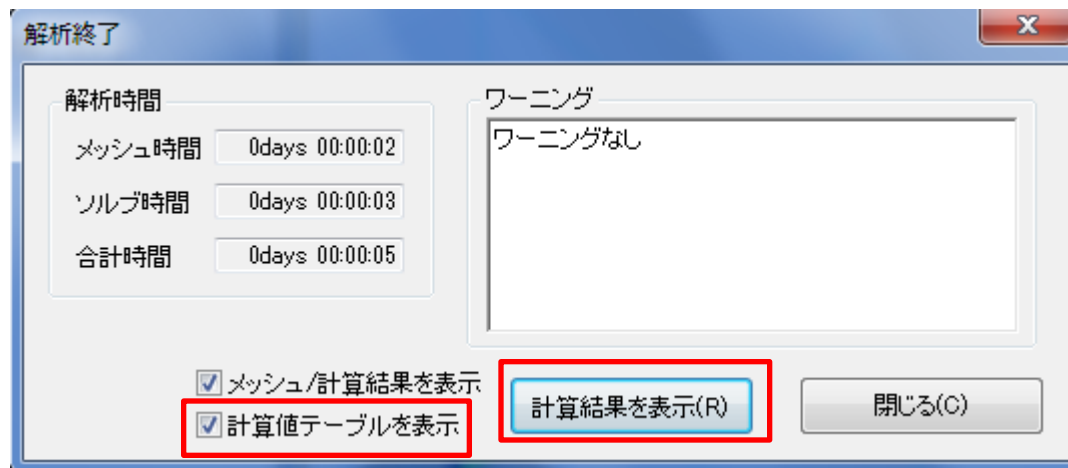 解析終了
解析時間
メッシュ時間 0days 00:00:02
ソルブ時間 0days 00:00:03
合計時間 0days 00:00:05
ワーニング
ワーニングなし
メッシュ/計算結果を表示
計算値テーブルを表示
計算結果を表示(R)
閉じる(C)